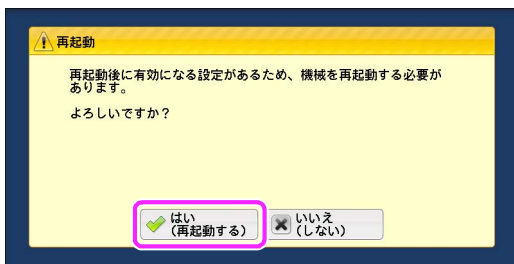 再起動
再起動後に有効になる設定があるため、機械を再起動する必要が
あります。
よろしいですか？
はい
(再起動する)
いいえ
(しない)